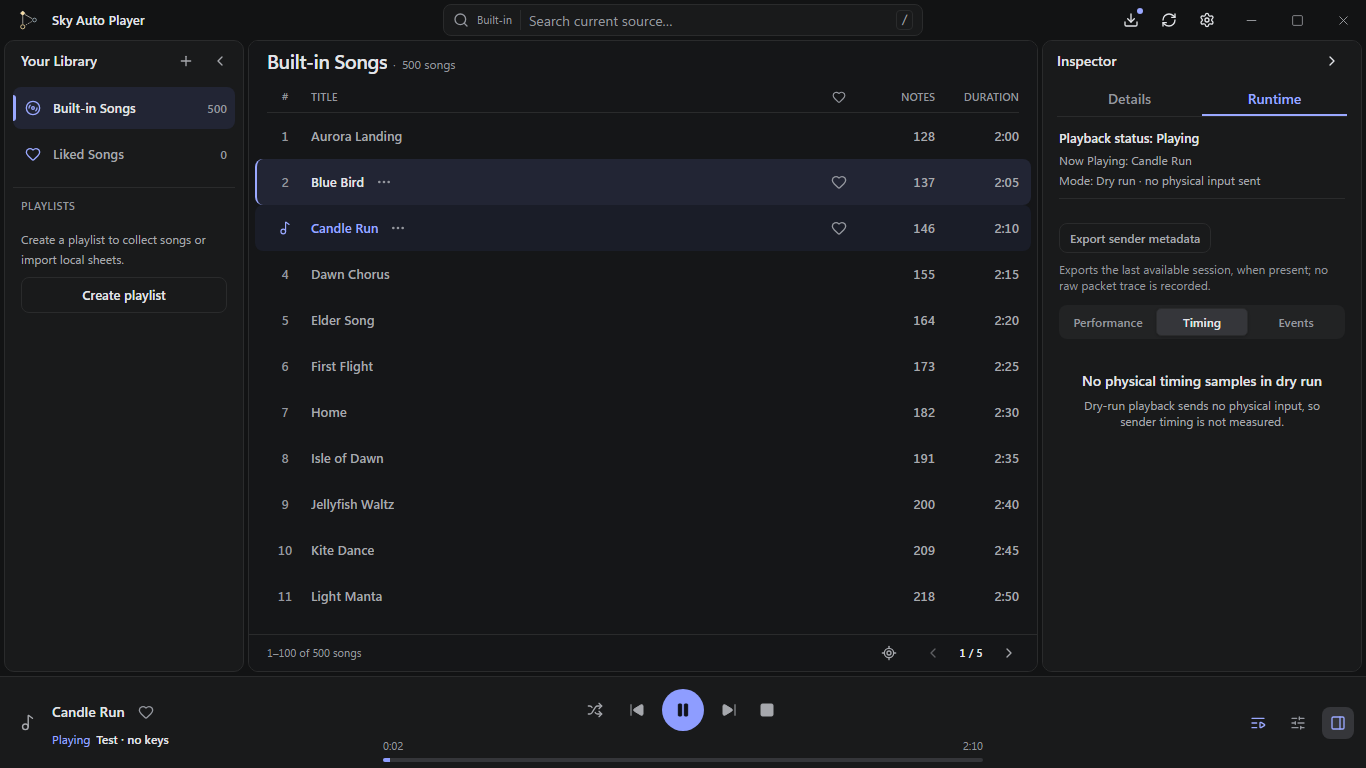 Sky Auto Player
Built-in Search current source... /
Your Library
Built-in Songs 500
Liked Songs 0
PLAYLISTS
Create a playlist to collect songs or
import local sheets.
Create playlist
Built-in Songs · 500 songs
# TITLE NOTES DURATION
1 Aurora Landing 128 2:00
2 Blue Bird ··· 137 2:05
Candle Run ··· 146 2:10
4 Dawn Chorus 155 2:15
5 Elder Song 164 2:20
6 First Flight 173 2:25
7 Home 182 2:30
8 Isle of Dawn 191 2:35
9 Jellyfish Waltz 200 2:40
10 Kite Dance 209 2:45
11 Light Manta 218 2:50
1–100 of 500 songs 1 / 5
Inspector
Details Runtime
Playback status: Playing
Now Playing: Candle Run
Mode: Dry run · no physical input sent
Export sender metadata
Exports the last available session, when present; no
raw packet trace is recorded.
Performance Timing Events
No physical timing samples in dry run
Dry-run playback sends no physical input, so
sender timing is not measured.
Candle Run
Playing Test · no keys
0:02 2:10